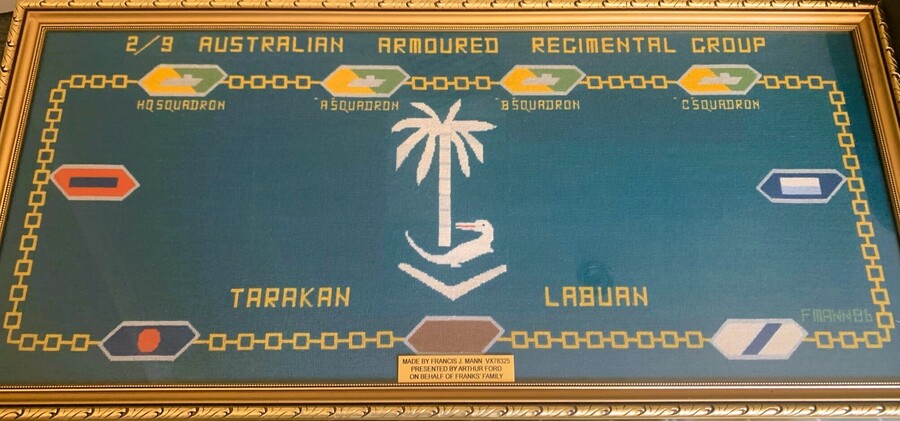 2/9 AUSTRALIAN ARMOURED REGIMENTAL GROUP
HQ SQUADRON "A" SQUADRON "B" SQUADRON "C" SQUADRON
TARAKAN LABUAN
F MANN 86
MADE BY FRANCIS J. MANN VX78325
PRESENTED BY ARTHUR FORD
ON BEHALF OF FRANKS' FAMILY